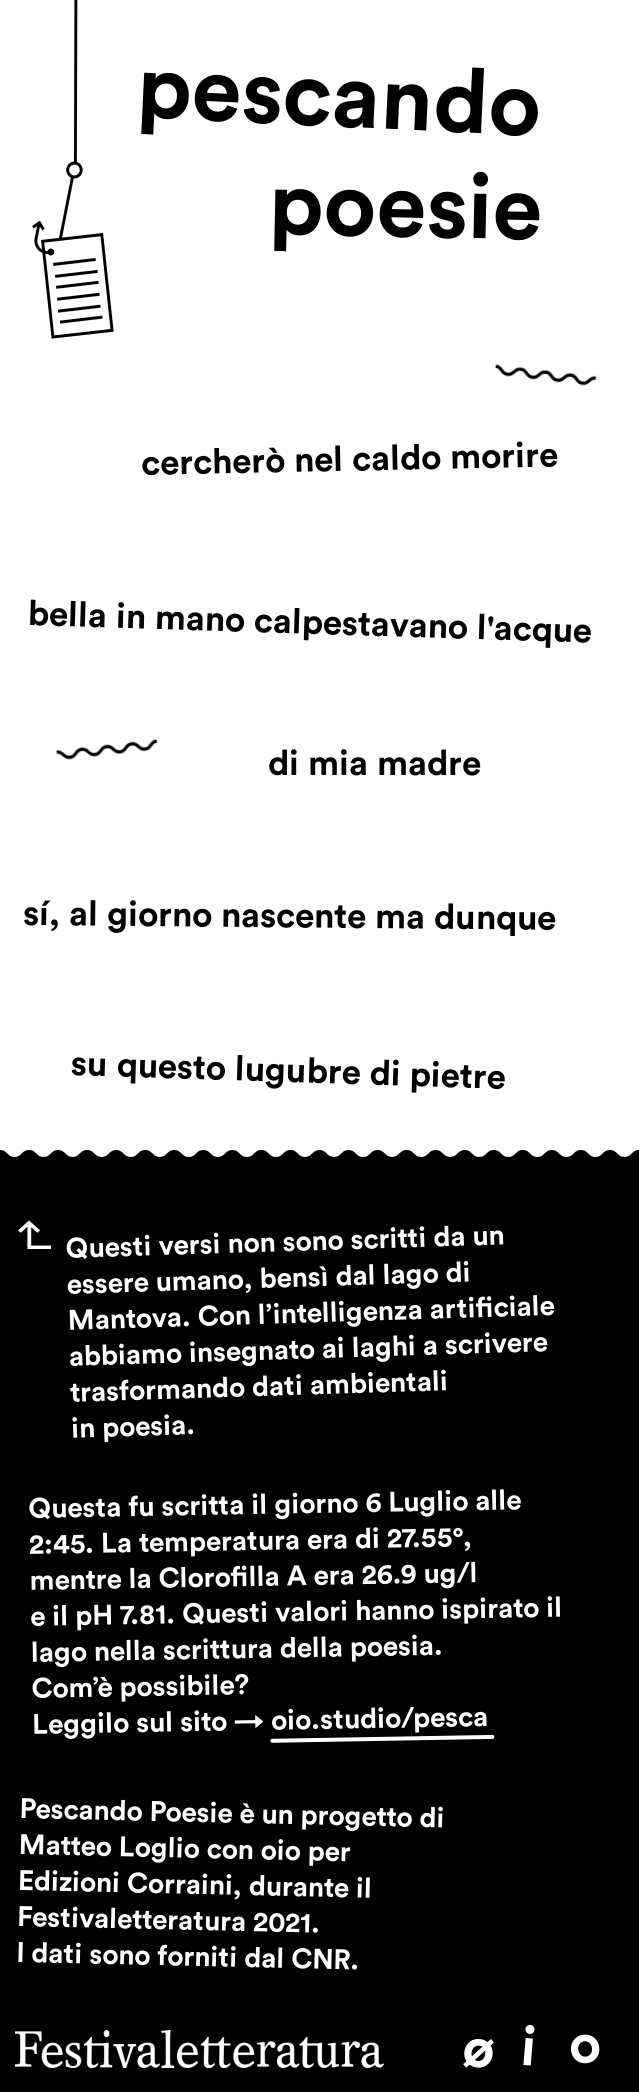 pescando
poesie
cercherò nel caldo morire
bella in mano calpestavano l'acque
di mia madre
sí, al giorno nascente ma dunque
su questo lugubre di pietre
Questi versi non sono scritti da un
essere umano, bensì dal lago di
Mantova. Con l’intelligenza artificiale
abbiamo insegnato ai laghi a scrivere
trasformando dati ambientali
in poesia.
Questa fu scritta il giorno 6 Luglio alle
2:45. La temperatura era di 27.55°,
mentre la Clorofilla A era 26.9 ug/l
e il pH 7.81. Questi valori hanno ispirato il
lago nella scrittura della poesia.
Com’è possibile?
Leggilo sul sito → oio.studio/pesca
Pescando Poesie è un progetto di
Matteo Loglio con oio per
Edizioni Corraini, durante il
Festivaletteratura 2021.
I dati sono forniti dal CNR.
Festivaletteratura ø i o